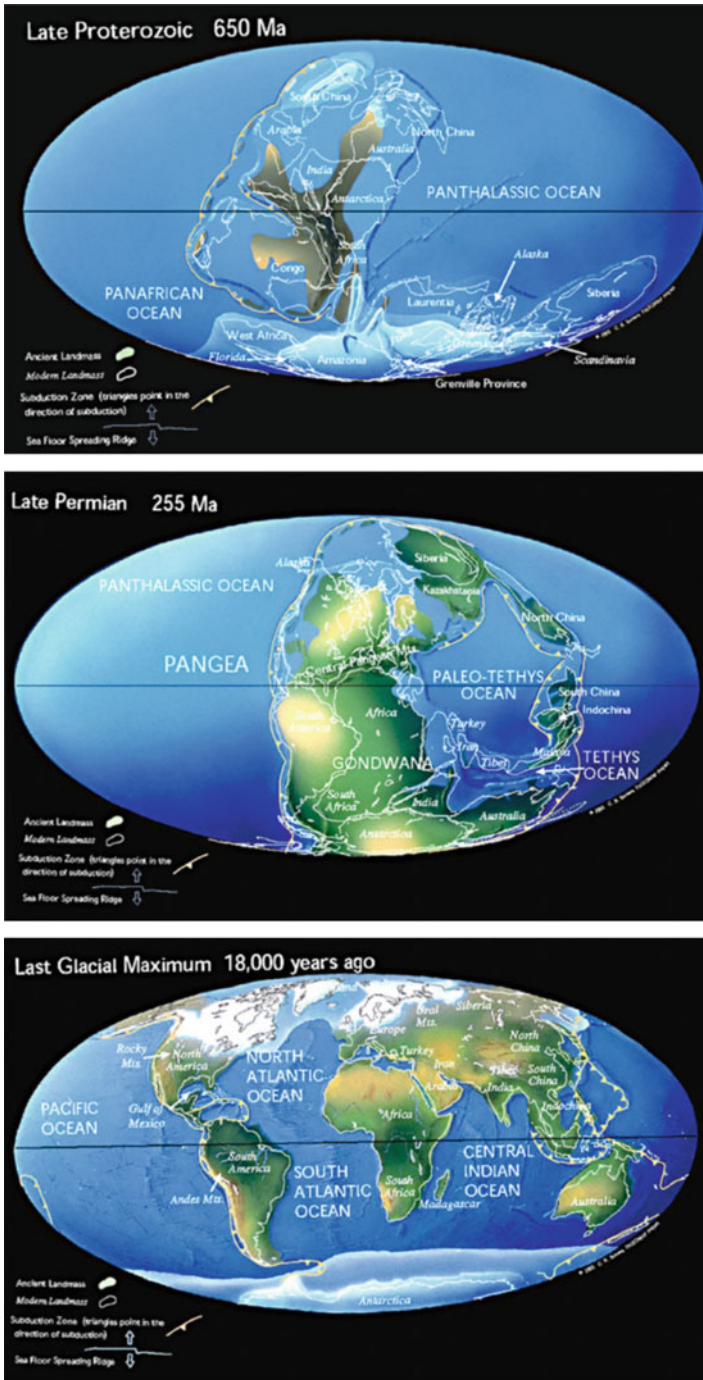 Late Proterozoic 650 Ma
South China
Arabia
North China
Australia
India
Antarctica
PANTHALASSIC OCEAN
South
Africa
Congo
Alaska
PANAFRICAN
OCEAN
Laurentia
Siberia
West Africa
Florida
Amazonia
Scandinavia
Grenville Province
Ancient Landmass
Modern Landmass
Subduction Zone (triangles point in the
direction of subduction)
Sea Floor Spreading Ridge
Late Permian 255 Ma
Alaska
Siberia
PANTHALASSIC OCEAN
Kazakhstania
North China
PANGEA
Central Pangean Mts.
PALEO-TETHYS
OCEAN
South China
Indochina
South
America
Africa
Turkey
Iran
Tibet
Malaya
GONDWANA
TETHYS
OCEAN
South
Africa
India
Australia
Antarctica
Ancient Landmass
Modern Landmass
Subduction Zone (triangles point in the
direction of subduction)
Sea Floor Spreading Ridge
Last Glacial Maximum 18,000 years ago
Siberia
Ural
Mts.
Europe
North
China
Rocky
Mts.
North
America
NORTH
ATLANTIC
OCEAN
Turkey
Iran
Tibet
South
China
Arabia
India
PACIFIC
OCEAN
Gulf of
Mexico
Africa
Indochina
South
America
CENTRAL
INDIAN
OCEAN
SOUTH
ATLANTIC
OCEAN
Andes Mts.
South
Africa
Madagascar
Australia
Antarctica
Ancient Landmass
Modern Landmass
Subduction Zone (triangles point in the
direction of subduction)
Sea Floor Spreading Ridge